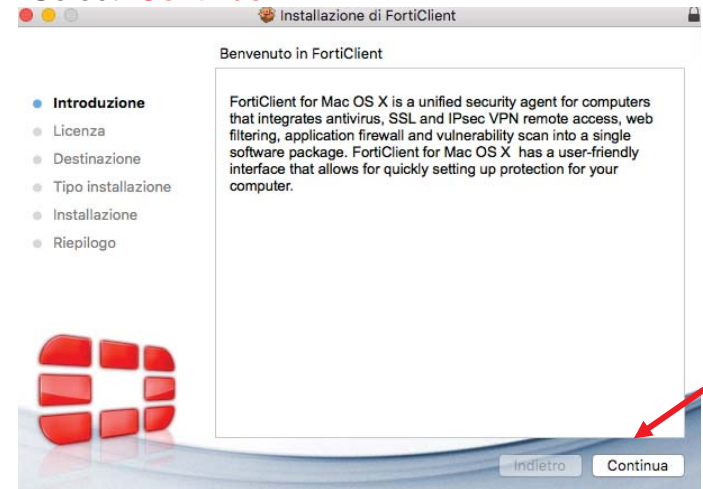 Installazione di FortiClient
Benvenuto in FortiClient
Introduzione
Licenza
Destinazione
Tipo installazione
Installazione
Riepilogo
FortiClient for Mac OS X is a unified security agent for computers
that integrates antivirus, SSL and IPsec VPN remote access, web
filtering, application firewall and vulnerability scan into a single
software package. FortiClient for Mac OS X has a user-friendly
interface that allows for quickly setting up protection for your
computer.
Indietro
Continua